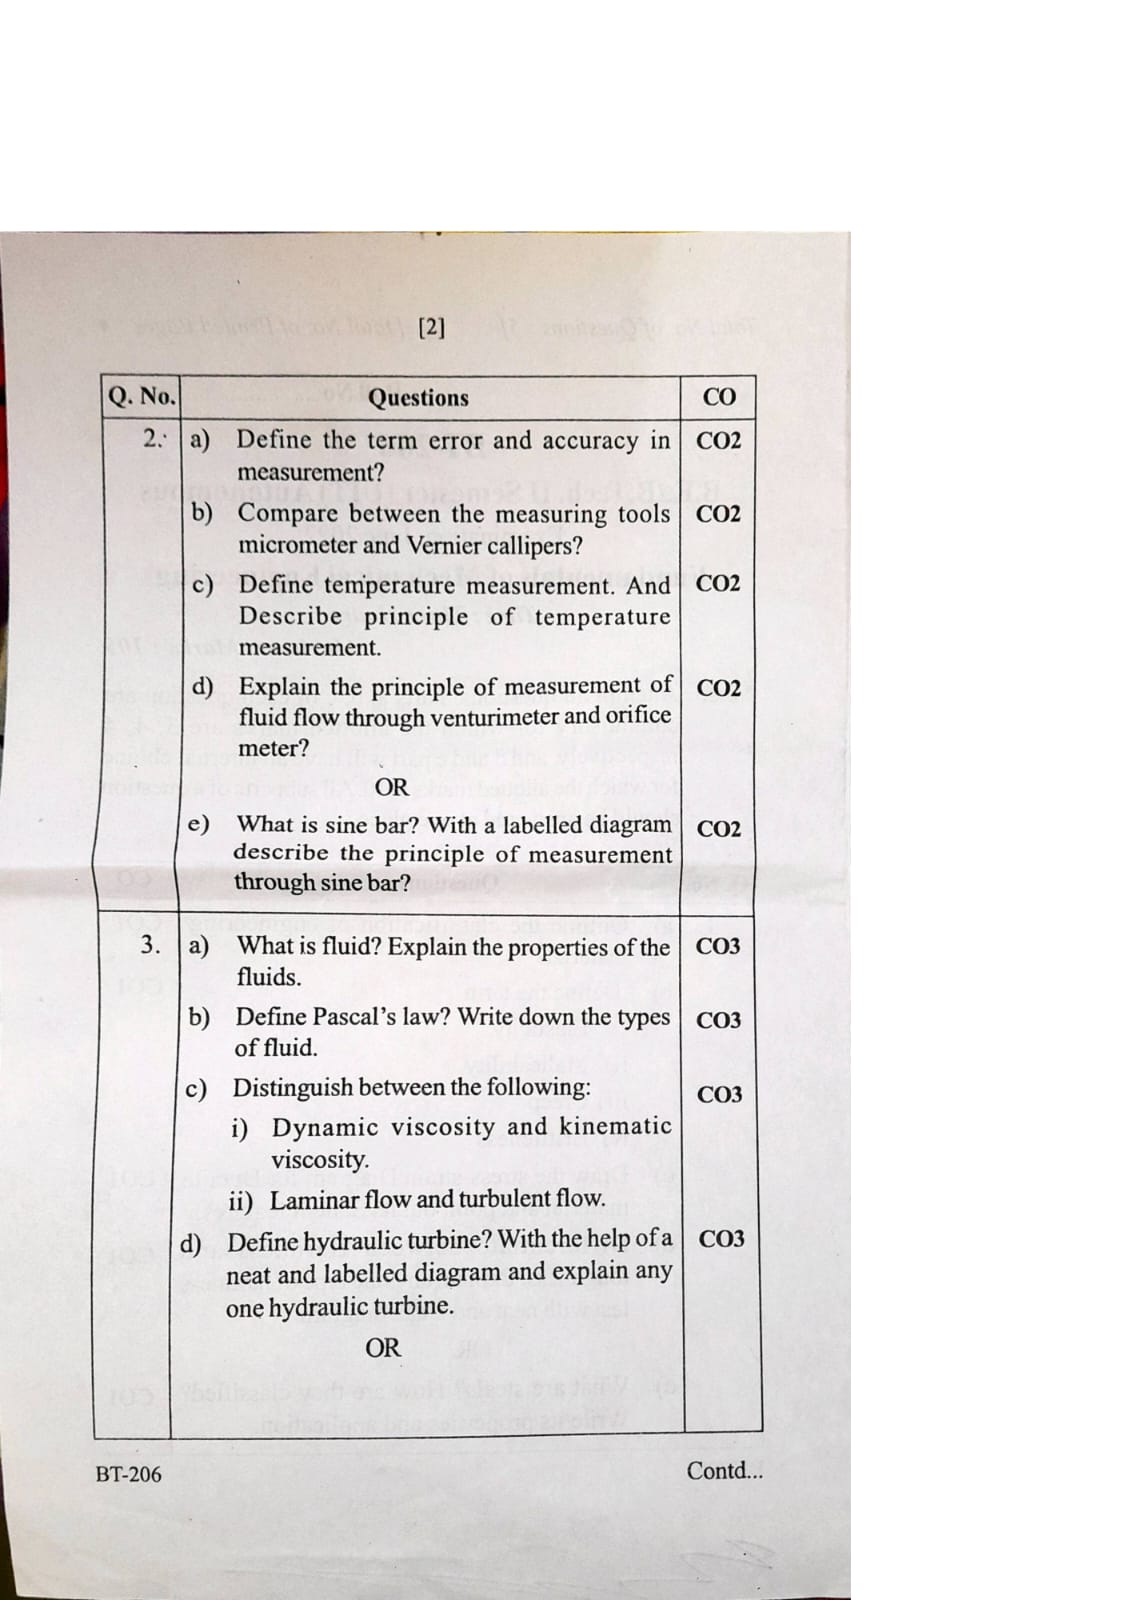 [2]
Q. No. Questions CO
2. a) Define the term error and accuracy in CO2
measurement?
b) Compare between the measuring tools CO2
micrometer and Vernier callipers?
c) Define temperature measurement. And CO2
Describe principle of temperature
measurement.
d) Explain the principle of measurement of CO2
fluid flow through venturimeter and orifice
meter?
OR
e) What is sine bar? With a labelled diagram CO2
describe the principle of measurement
through sine bar?
3. a) What is fluid? Explain the properties of the CO3
fluids.
b) Define Pascal's law? Write down the types CO3
of fluid.
c) Distinguish between the following: CO3
i) Dynamic viscosity and kinematic
viscosity.
ii) Laminar flow and turbulent flow.
d) Define hydraulic turbine? With the help of a CO3
neat and labelled diagram and explain any
one hydraulic turbine.
OR
BT-206 Contd...